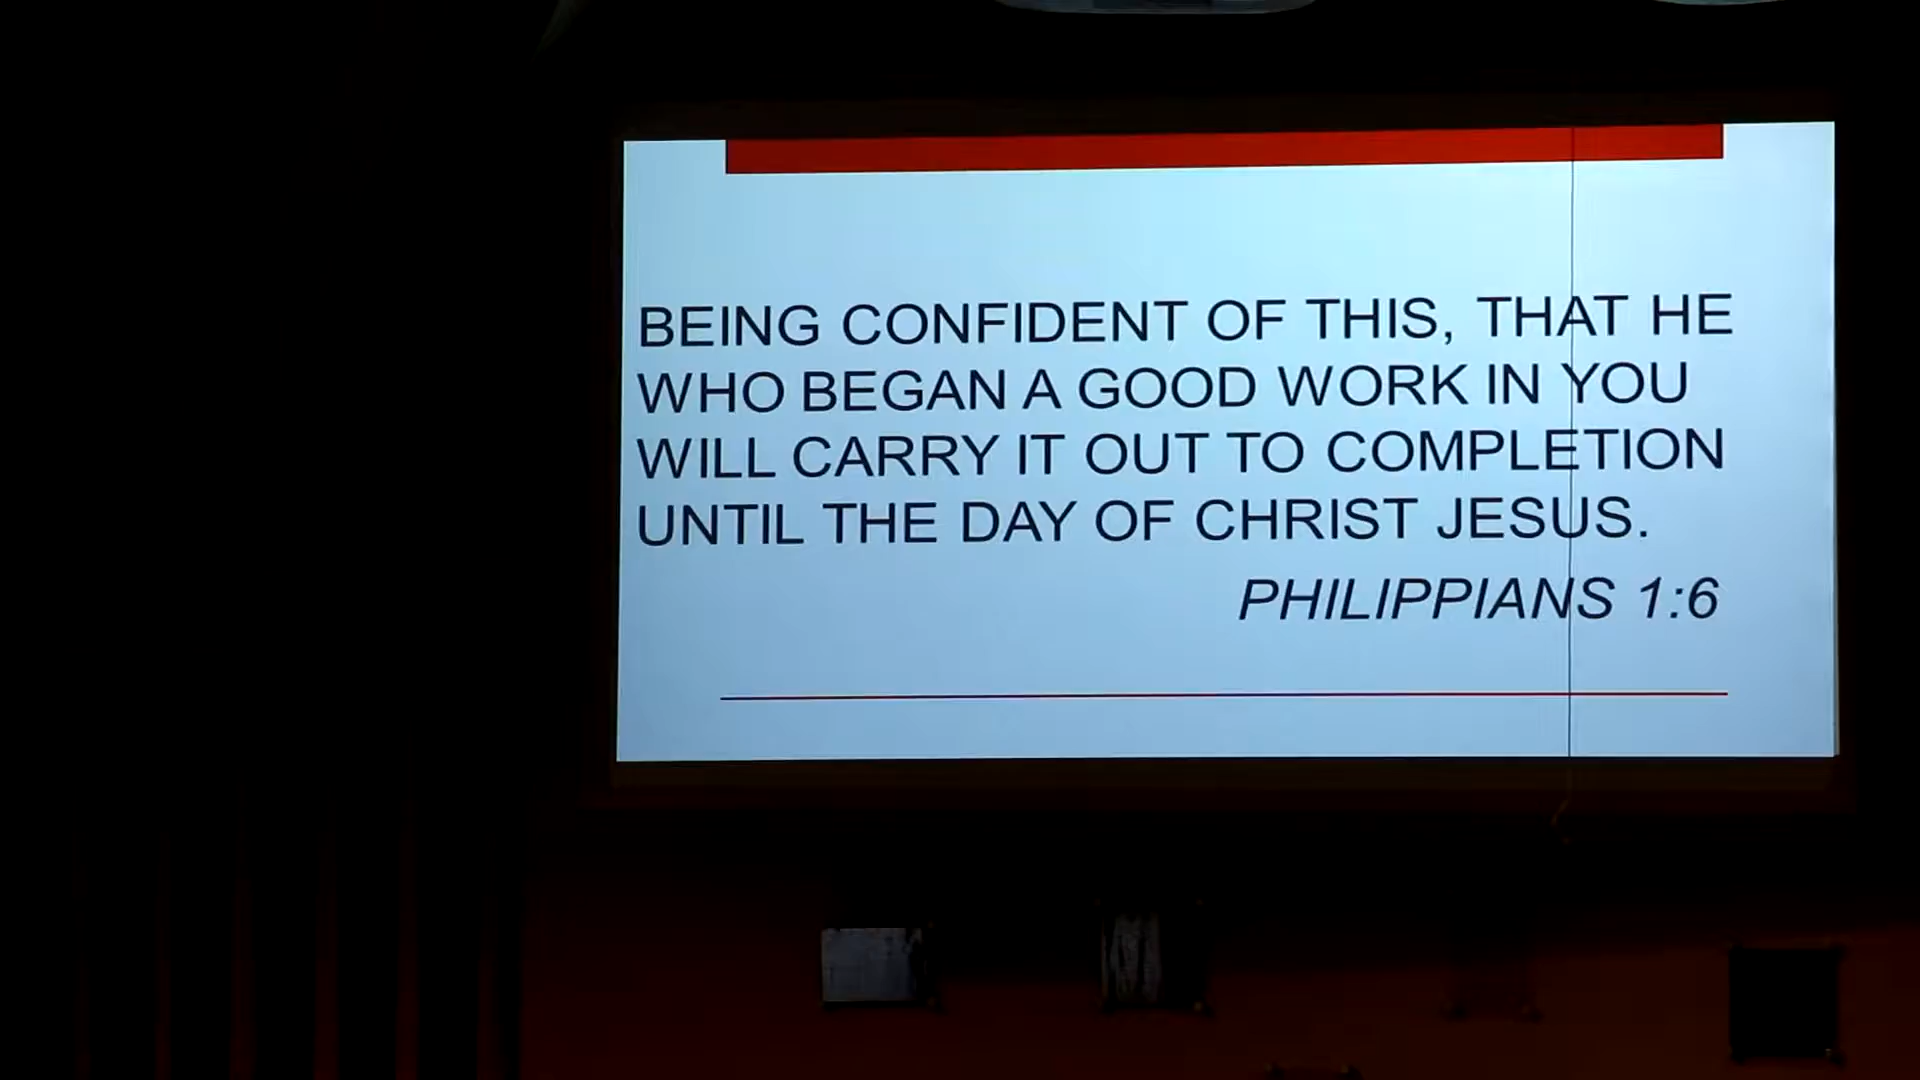 BEING CONFIDENT OF THIS, THAT HE
WHO BEGAN A GOOD WORK IN YOU
WILL CARRY IT OUT TO COMPLETION
UNTIL THE DAY OF CHRIST JESUS.
PHILIPPIANS 1:6